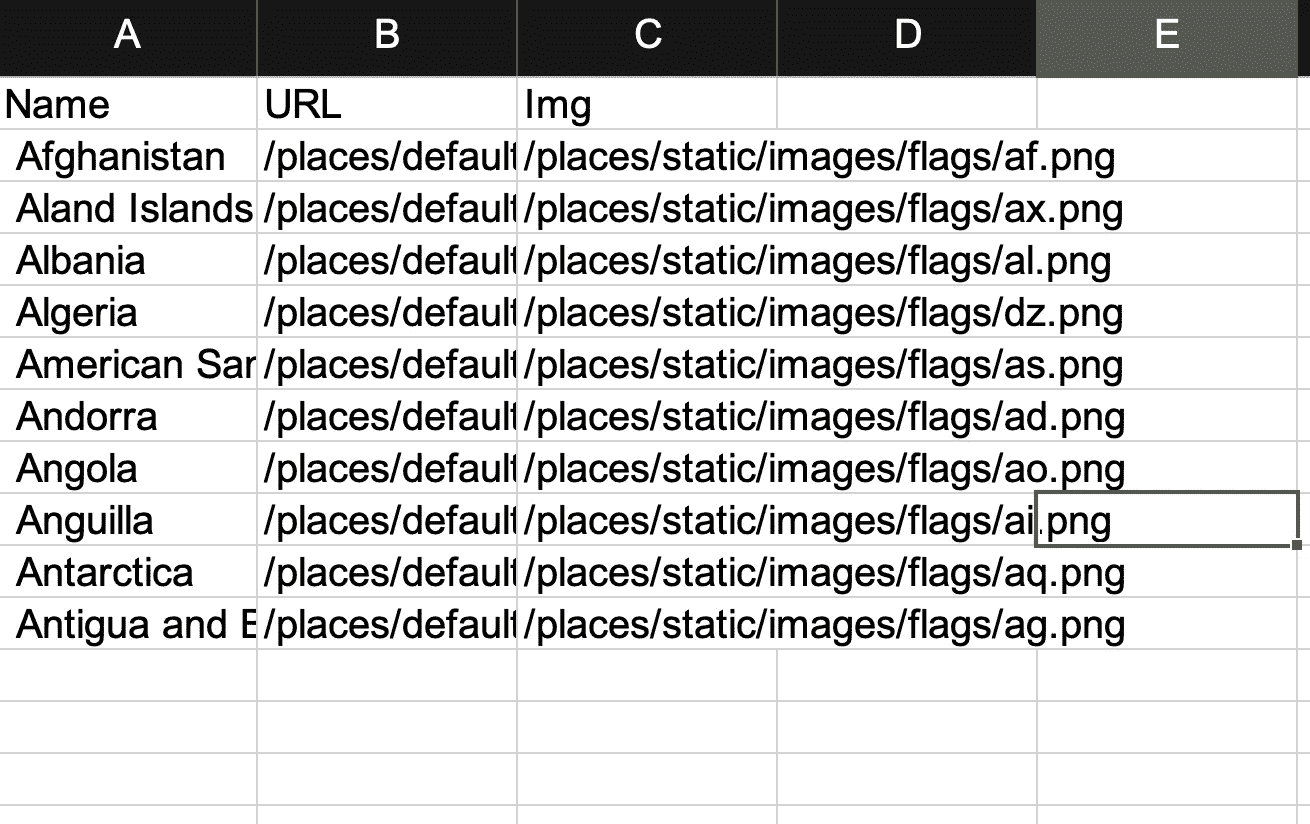 A B C D E
Name URL Img
Afghanistan /places/default /places/static/images/flags/af.png
Aland Islands /places/default /places/static/images/flags/ax.png
Albania /places/default /places/static/images/flags/al.png
Algeria /places/default /places/static/images/flags/dz.png
American Sam /places/default /places/static/images/flags/as.png
Andorra /places/default /places/static/images/flags/ad.png
Angola /places/default /places/static/images/flags/ao.png
Anguilla /places/default /places/static/images/flags/ai.png
Antarctica /places/default /places/static/images/flags/aq.png
Antigua and B /places/default /places/static/images/flags/ag.png